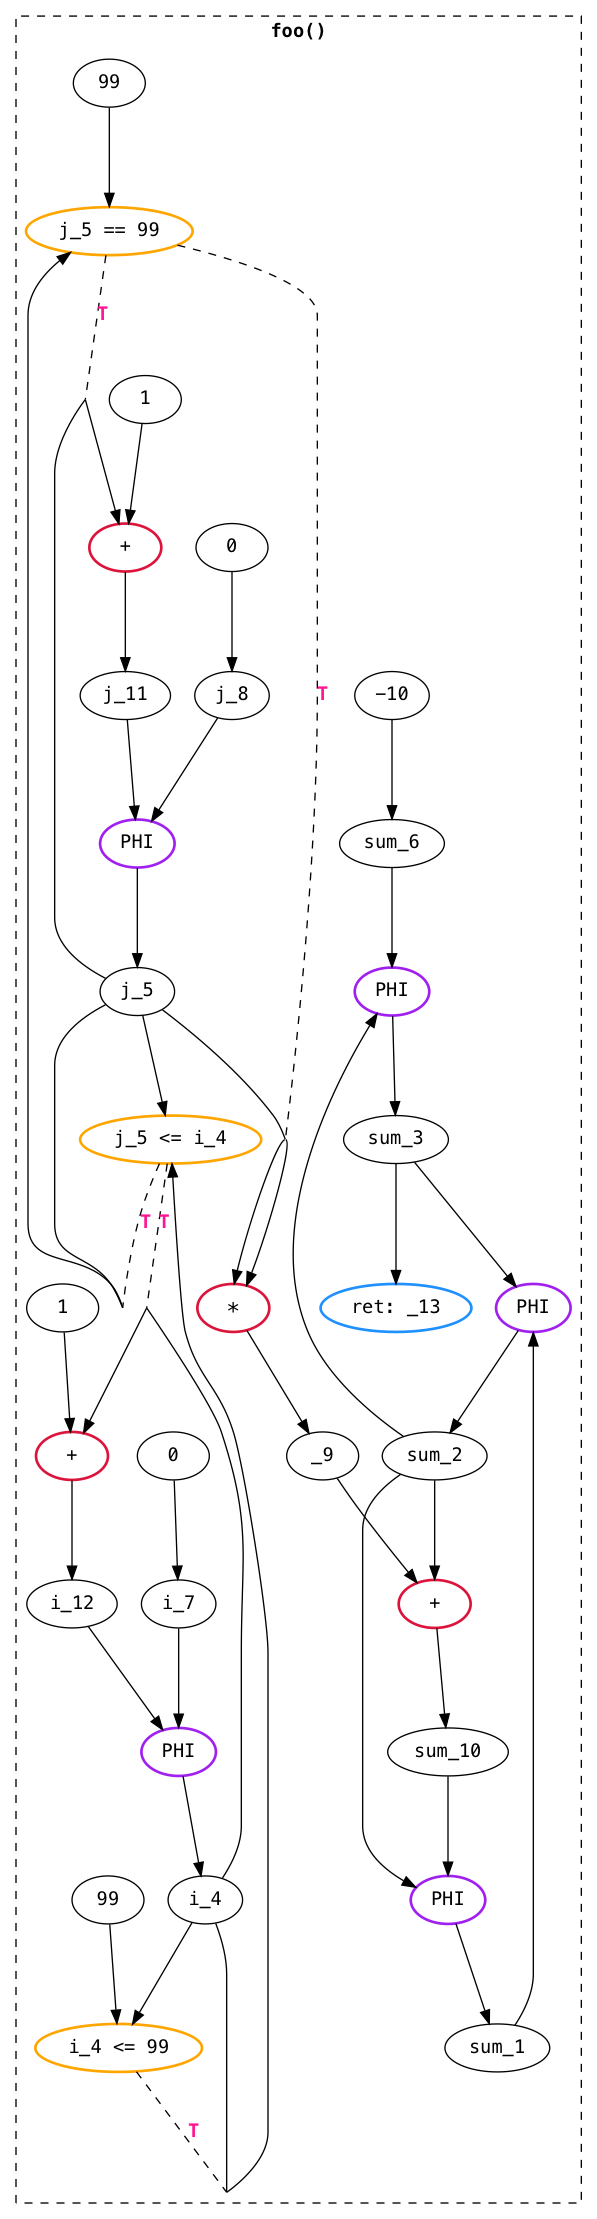 foo()
99
j_5 == 99
T
1
+
0
T
j_11
j_8
−10
PHI
sum_6
j_5
PHI
j_5 <= i_4
sum_3
T T
1
*
ret: _13
PHI
+
0
_9
sum_2
i_12
i_7
+
PHI
sum_10
99
i_4
PHI
i_4 <= 99
sum_1
T